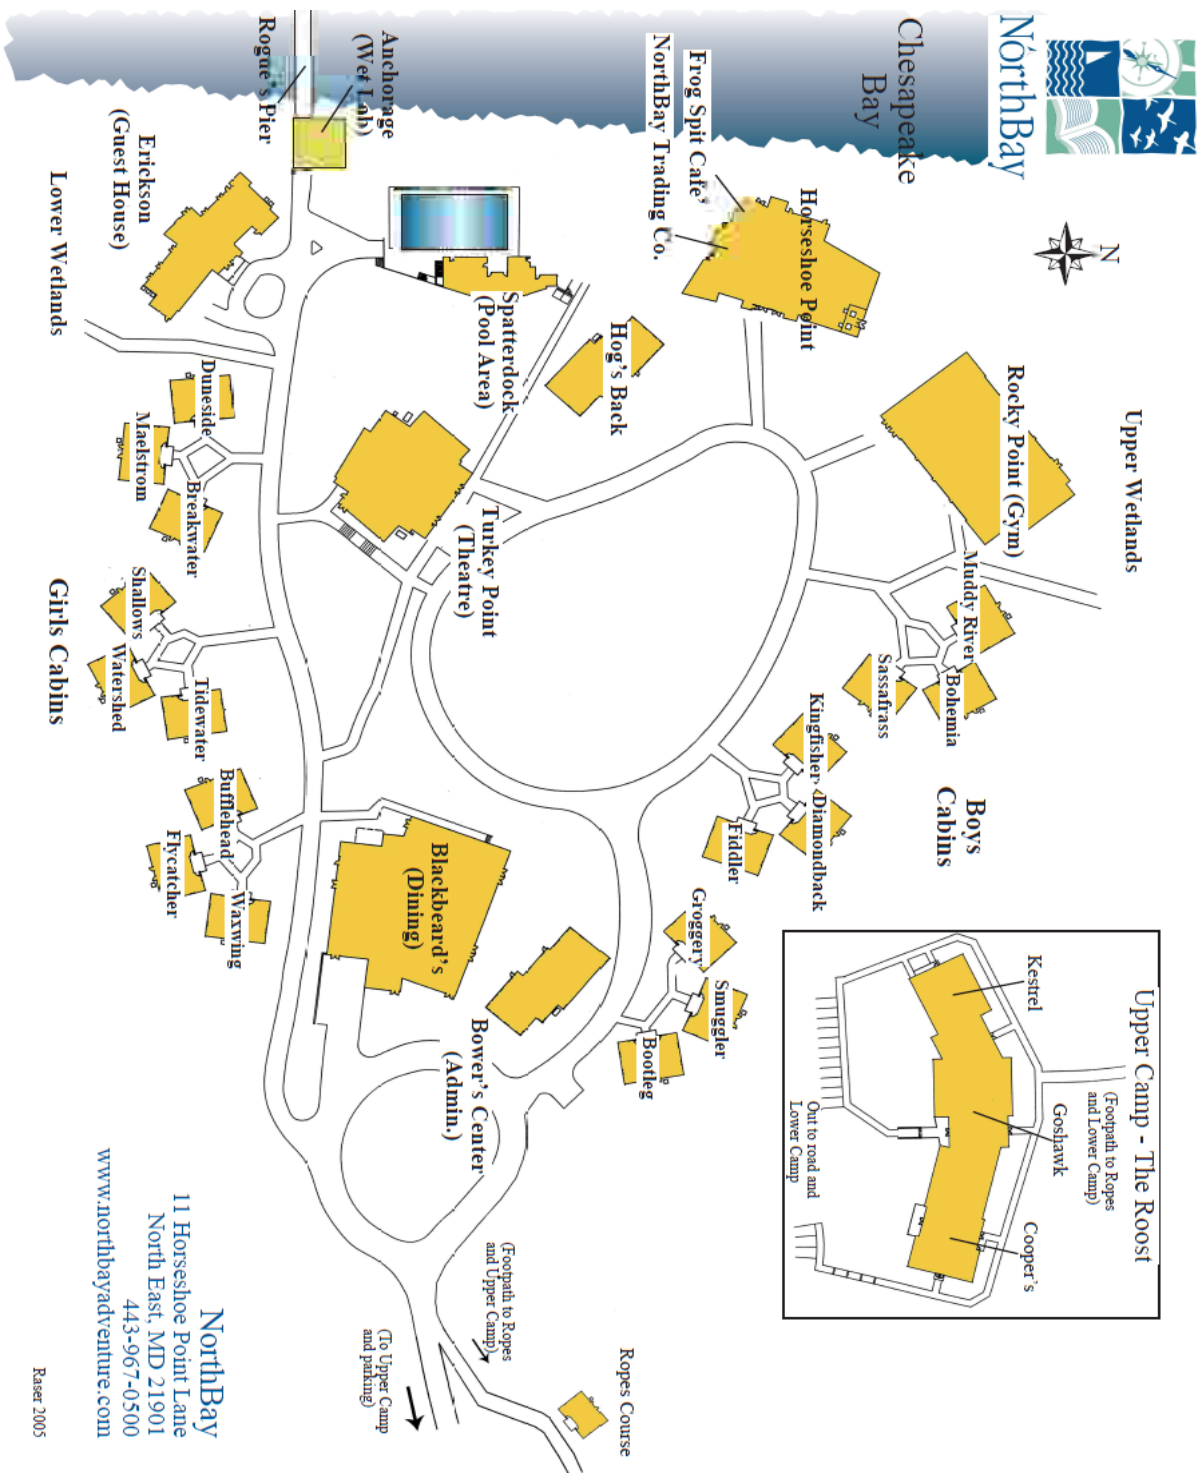 NorthBay
Chesapeake
Bay
N
Upper Wetlands
Rocky Point (Gym)
Horseshoe Point
Frog Spit Cafe',
NorthBay Trading Co.
Hog's Back
Anchorage
(Wet Lab)
Rogue's Pier
Spatterdock
(Pool Area)
Erickson
(Guest House)
Lower Wetlands
Turkey Point
(Theatre)
Duneside
Maelstrom
Breakwater
Shallows
Watershed
Tidewater
Girls Cabins
Bufflehead
Flycatcher
Waxwing
Muddy River
Bohemia
Sassafrass
Kingfisher
Diamondback
Fiddler
Boys
Cabins
Groggery
Smuggler
Bootleg
Blackbeard's
(Dining)
Bower's Center
(Admin.)
Upper Camp - The Roost
(Footpath to Ropes
and Lower Camp)
Kestrel
Goshawk
Cooper's
Out to road and
Lower Camp
(Footpath to Ropes
and Upper Camp)
(To Upper Camp
and parking)
Ropes Course
NorthBay
11 Horseshoe Point Lane
North East, MD 21901
443-967-0500
www.northbayadventure.com
Raser 2005